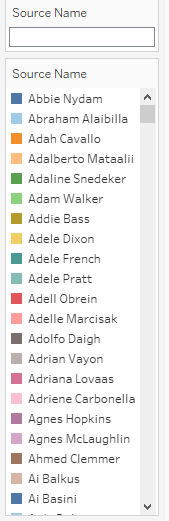 Source Name
Source Name
Abbie Nydam
Abraham Alaibilla
Adah Cavallo
Adalberto Mataalii
Adaline Snedeker
Adam Walker
Addie Bass
Adele Dixon
Adele French
Adele Pratt
Adell Obrein
Adelle Marcisak
Adolfo Daigh
Adrian Vayon
Adriana Lovaas
Adriene Carbonella
Agnes Hopkins
Agnes McLaughlin
Ahmed Clemmer
Ai Balkus
Ai Basini